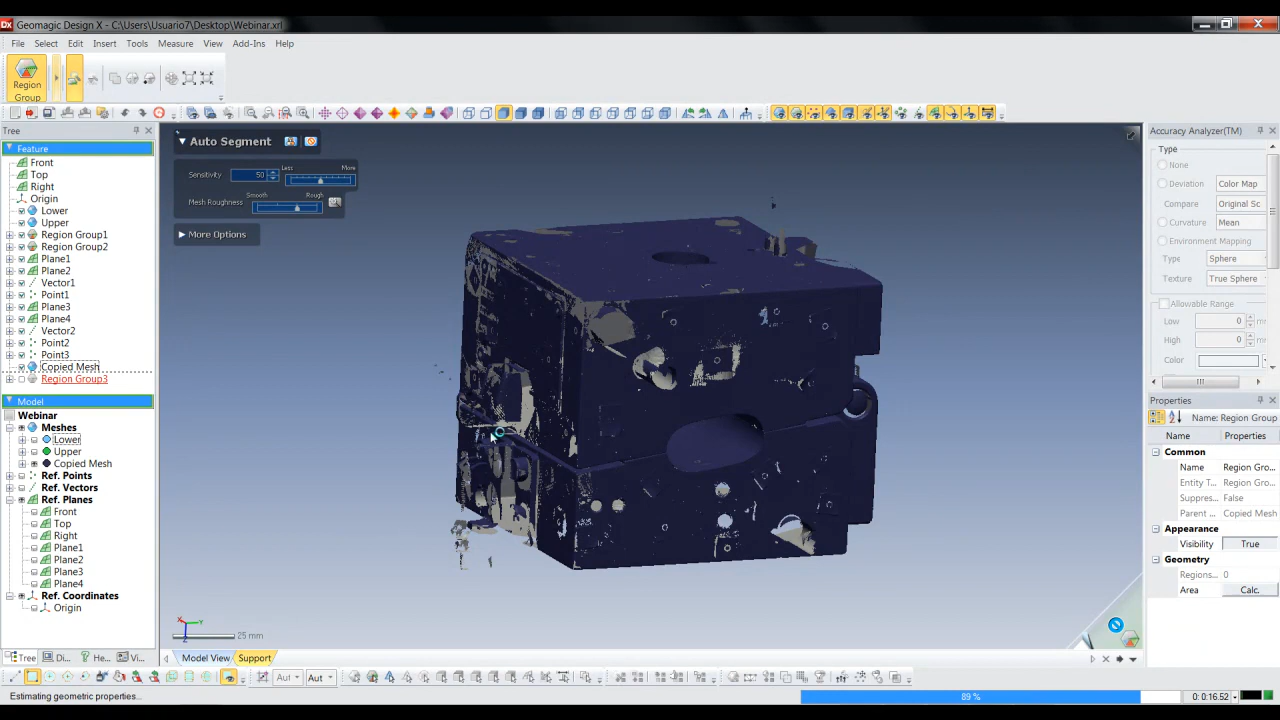 Geomagic Design X - C:\Users\Usuario7\Desktop\Webinar.xrl
File Select Edit Insert Tools Measure View Add-Ins Help
Region Group
Tree
Feature
Front
Top
Right
Origin
Lower
Upper
Region Group1
Region Group2
Plane1
Plane2
Vector1
Point1
Plane3
Plane4
Vector2
Point2
Point3
Copied Mesh
Region Group3
Model
Webinar
Meshes
Lower
Upper
Copied Mesh
Ref. Points
Ref. Vectors
Ref. Planes
Front
Top
Right
Plane1
Plane2
Plane3
Plane4
Ref. Coordinates
Origin
Tree Di... He... Vi...
Auto Segment
Less More
Sensitivity 50
Smooth Rough
Mesh Roughness
More Options
X Y Z
25 mm
Model View Support
Accuracy Analyzer(TM)
Type
None
Deviation Color Map
Compare Original Sc
Curvature Mean
Environment Mapping
Type Sphere
Texture True Sphere
Allowable Range
Low 0
High 0
Color
Properties
Name: Region Group
Name Properties
Common
Name Region Gro...
Entity T... Region Gro...
Suppres... False
Parent ... Copied Mesh
Appearance
Visibility True
Geometry
Regions... 0
Area Calc.
Aut Aut
Estimating geometric properties...
89 %
0: 0:16.52